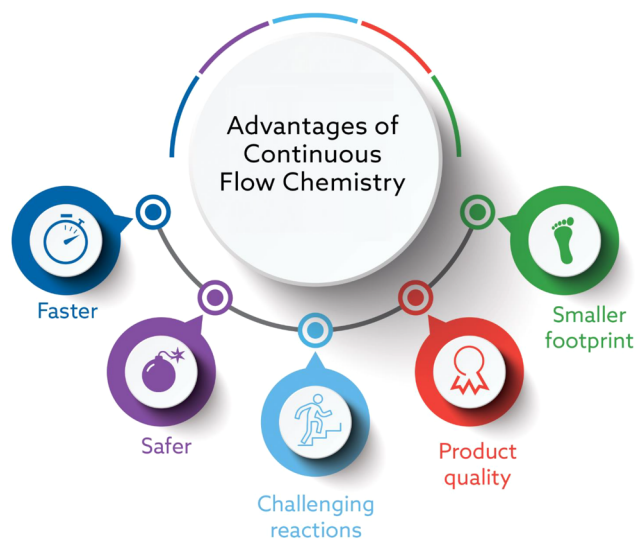 Advantages of
Continuous
Flow Chemistry
Faster
Safer
Challenging
reactions
Product
quality
Smaller
footprint